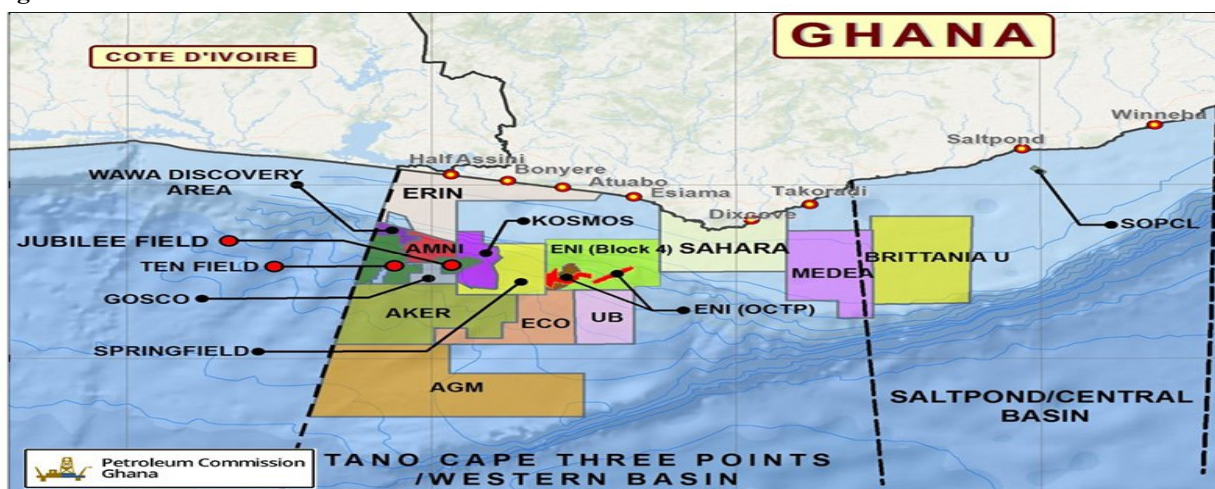 GHANA
COTE D'IVOIRE
Winneba
Saltpond
Half Assini
Bonyere
Atuabo
Esiama
Takoradi
Dixcove
WAWA DISCOVERY
AREA
ERIN
KOSMOS
SOPCL
JUBILEE FIELD
AMNI
ENI (Block 4)
SAHARA
BRITTANIA U
TEN FIELD
MEDEA
GOSCO
AKER
ECO
UB
ENI (OCTP)
SPRINGFIELD
AGM
SALTPOND/CENTRAL
BASIN
Petroleum Commission
Ghana
TANO CAPE THREE POINTS
/WESTERN BASIN